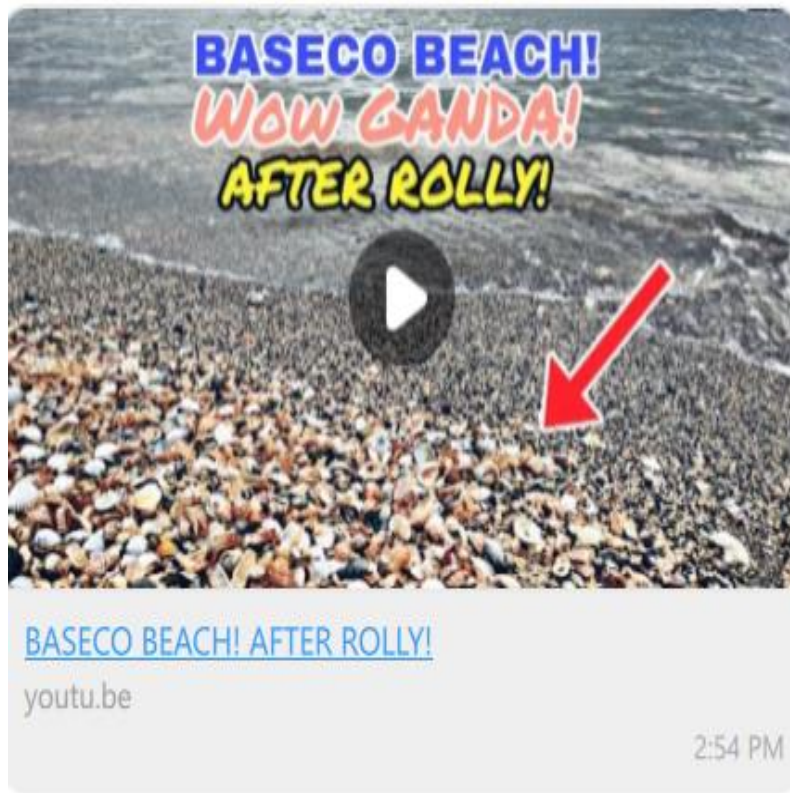 BASECO BEACH!
WOW GANDA!
AFTER ROLLY!
BASECO BEACH! AFTER ROLLY!
youtu.be
2:54 PM